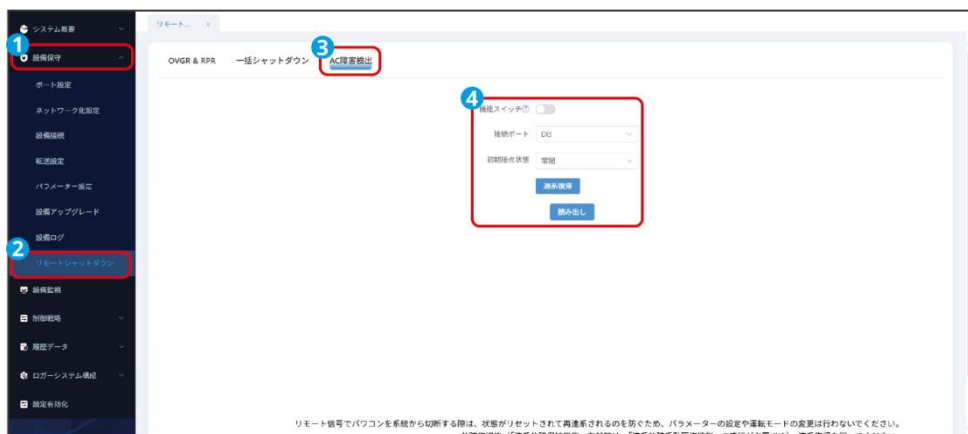 システム概要
リモート... ×
1
設備保守
3
OVGR & RPR 一括シャットダウン AC障害検出
ポート設定
4
機能スイッチ
ネットワーク化設定
接続ポート DI3
設備接続
初期接点状態 常開
転送設定
連系復帰
パラメーター設定
読み出し
設備アップグレード
設備ログ
2
リモートシャットダウン
設備監視
制御戦略
履歴データ
ロガーシステム構成
設定有効化
リモート信号でパワコンを系統から切断する際は、状態がリセットされて再連系されるのを防ぐため、パラメーターの設定や運転モードの変更は行わないでください。